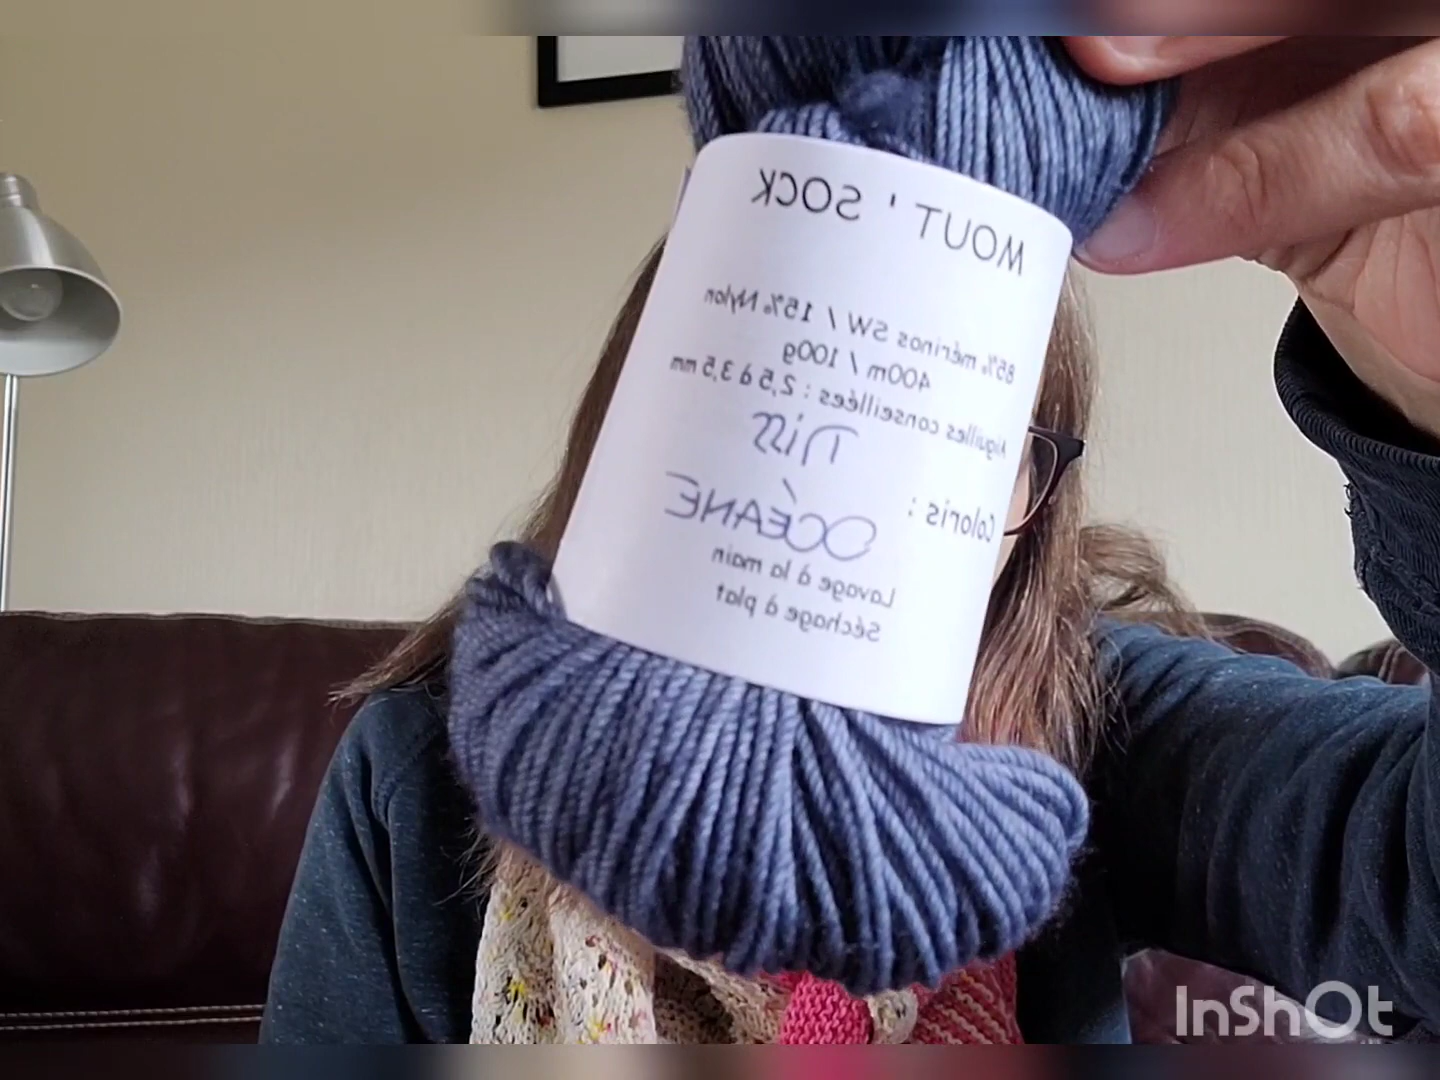 MOUT ' SOCK
85% mérinos SW / 15% Nylon
400m / 100g
Aiguilles conseillées : 2,5 à 3,5 mm
Miss
Coloris : OCÉANE
Lavage à la main
Séchage à plat
InShOt